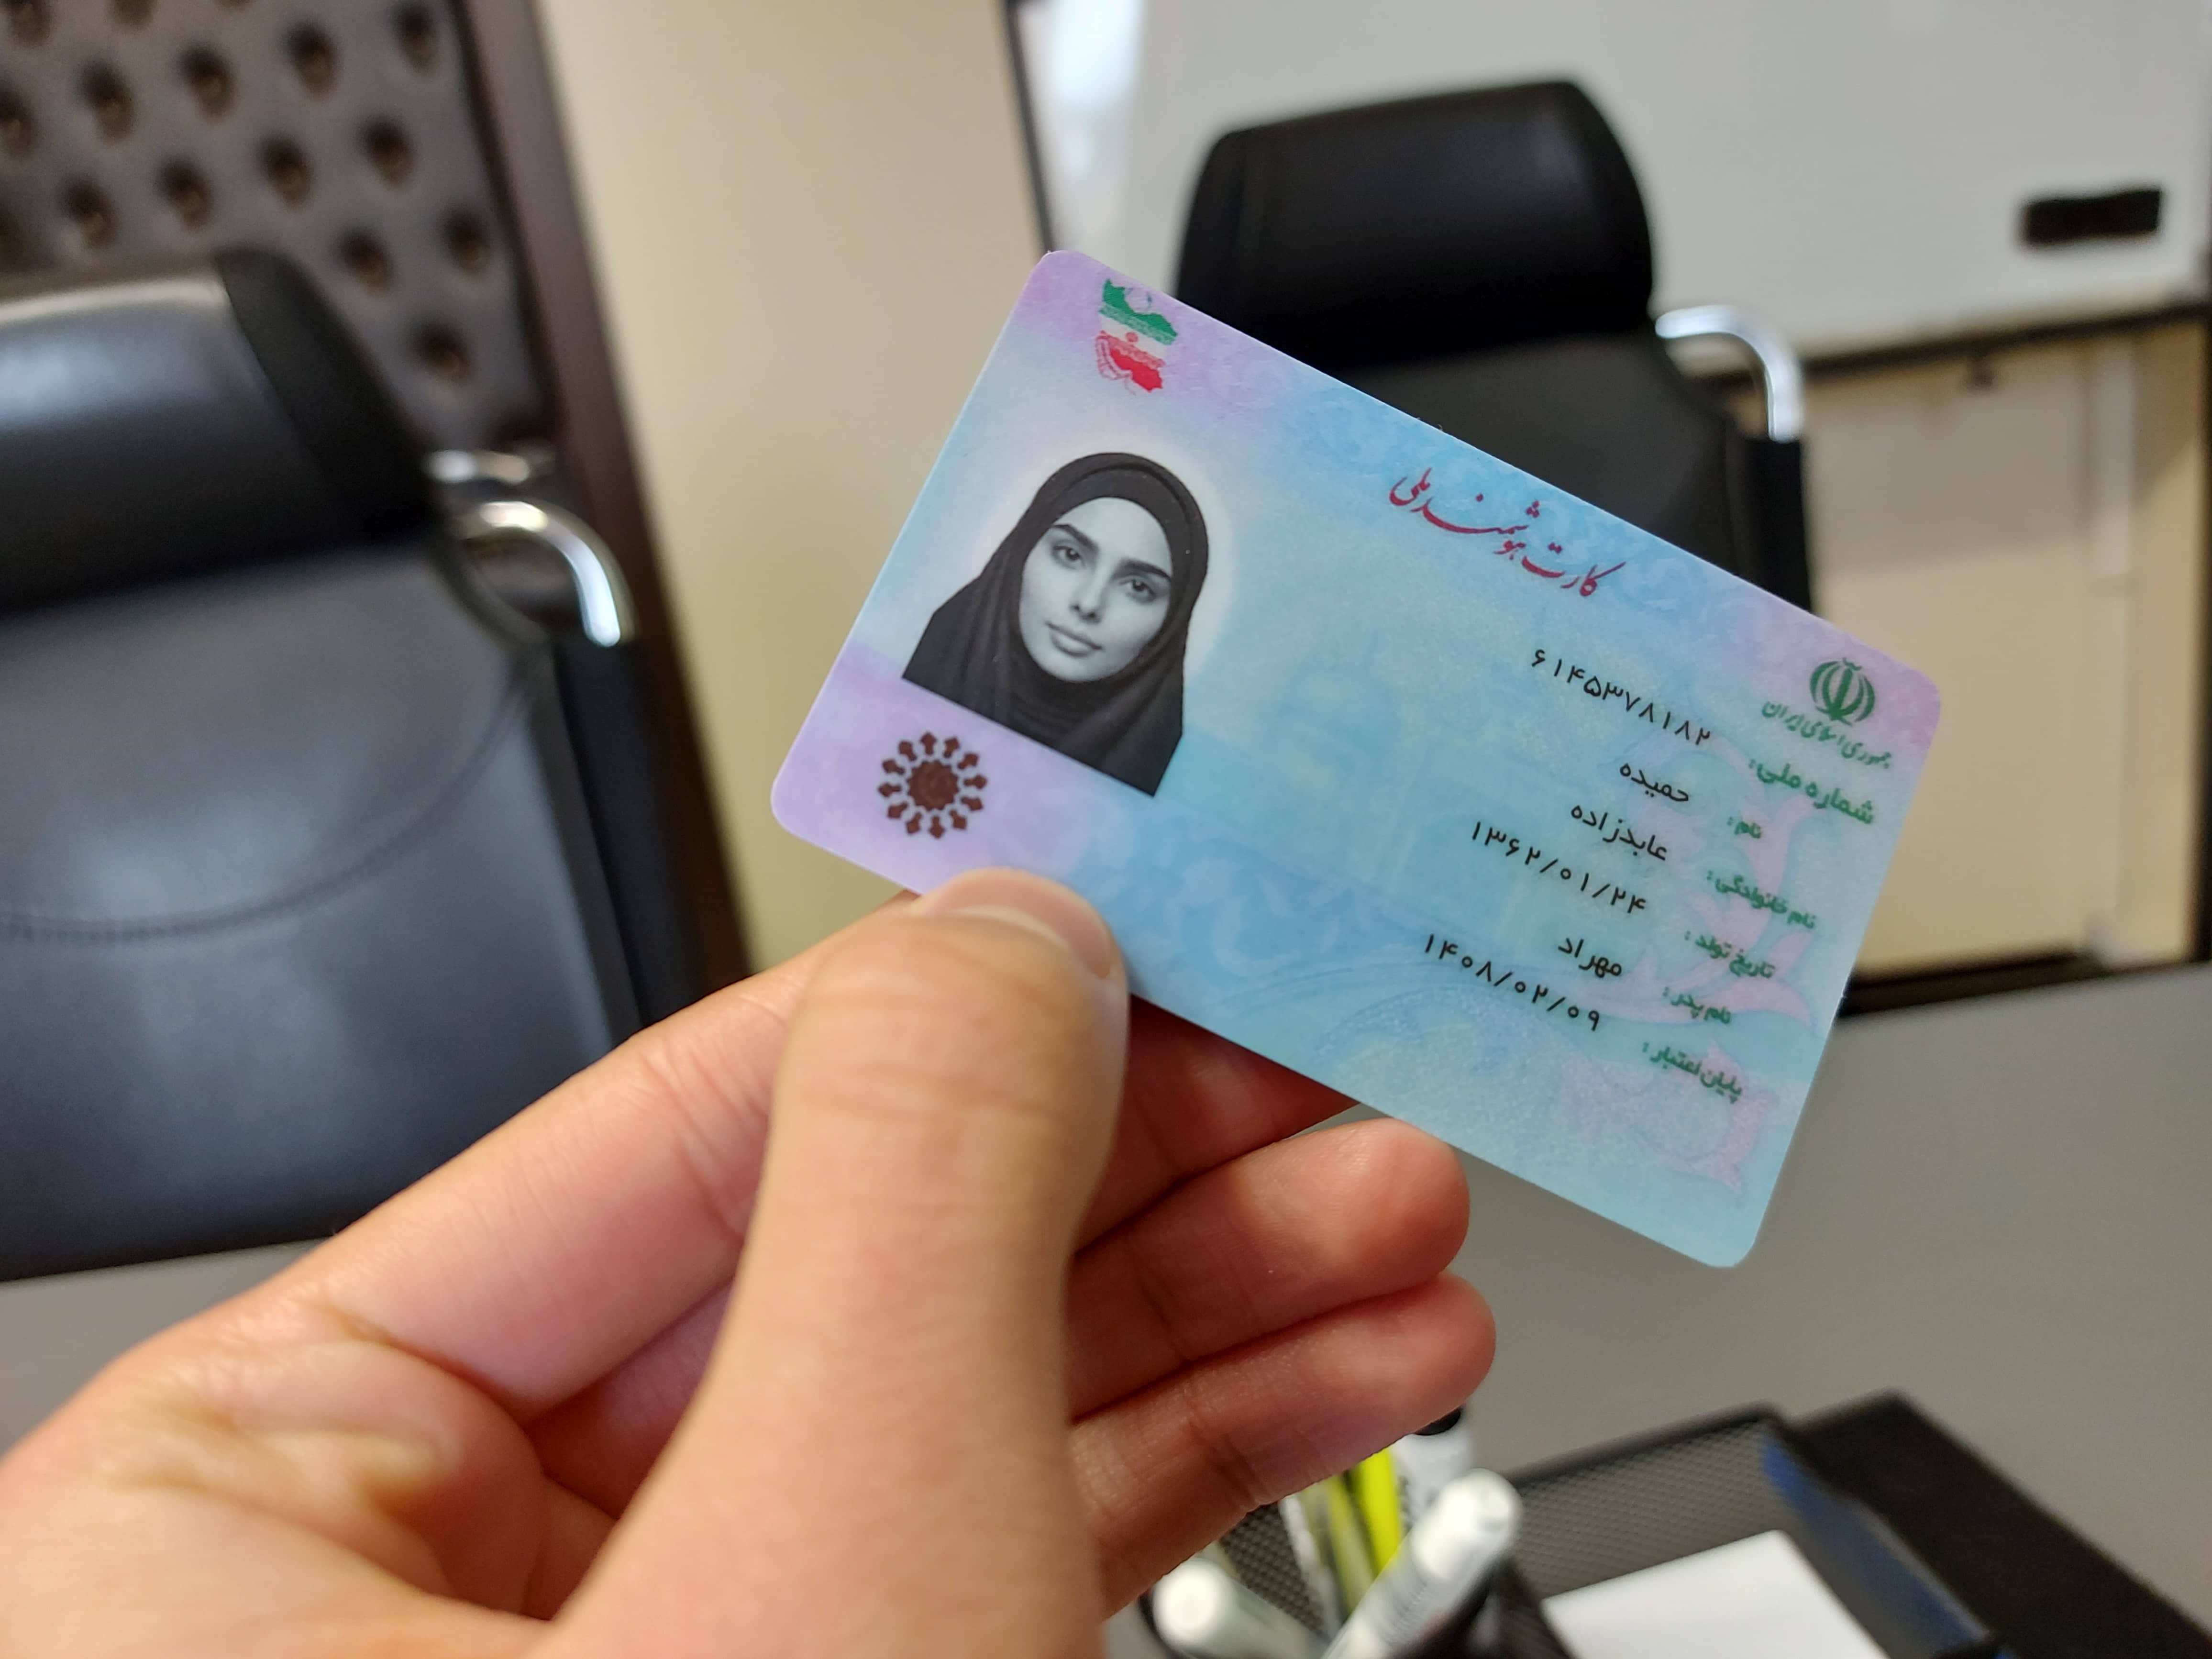 کارت هوشمند ملی
جمهوری اسلامی ایران
شماره ملی: ۶۱۴۵۳۷۸۱۸۲
نام: حمیده
نام خانوادگی: عابدزاده
تاریخ تولد: ۱۳۶۲/۰۱/۲۴
نام پدر: مهراد
پایان اعتبار: ۱۴۰۸/۰۲/۰۹